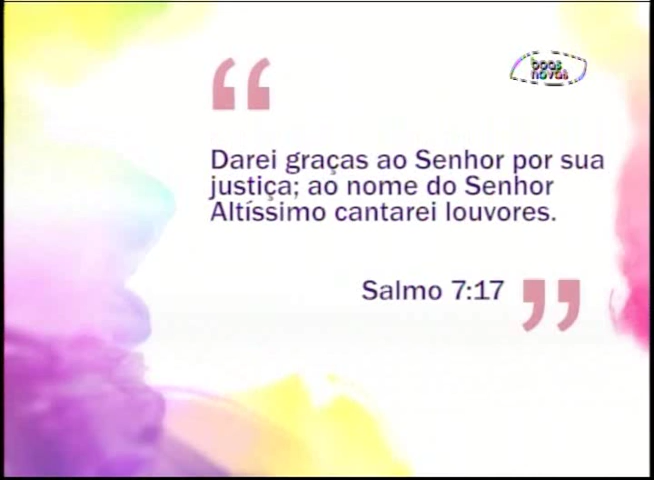 boas
novas
“
Darei graças ao Senhor por sua
justiça; ao nome do Senhor
Altíssimo cantarei louvores.
Salmo 7:17
”